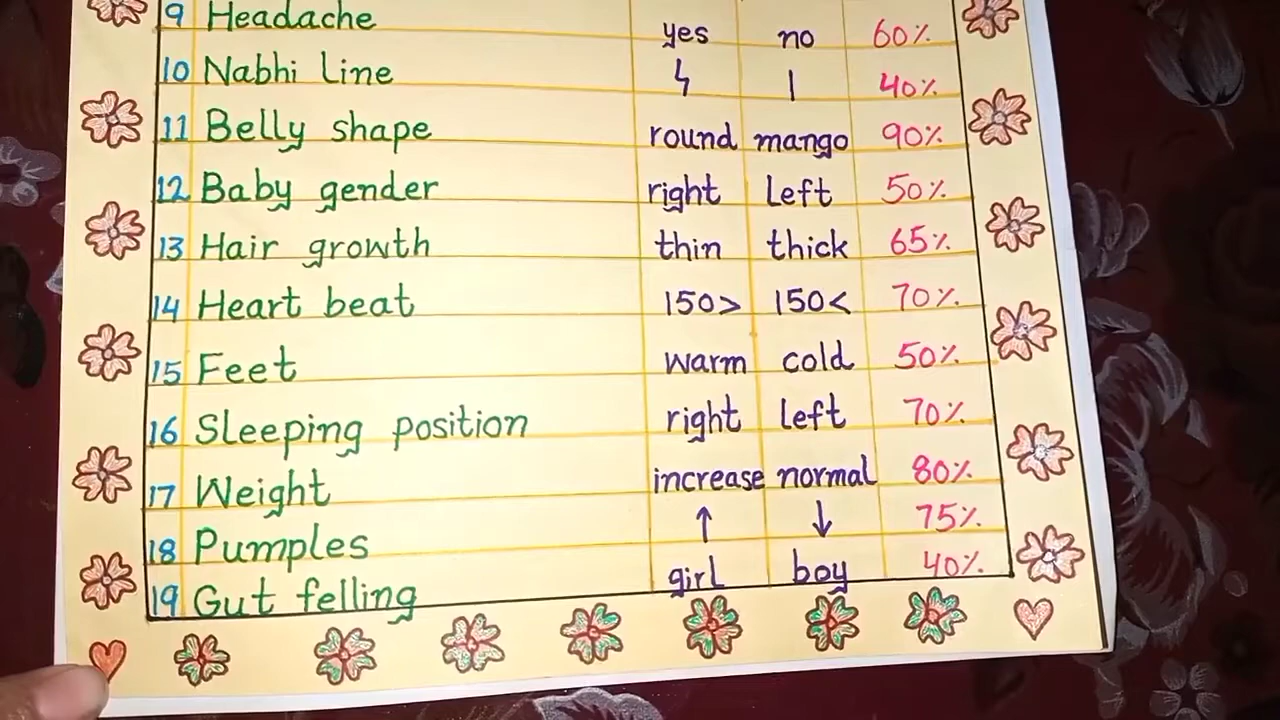 9 Headache yes no 60%
10 Nabhi line ϟ | 40%
11 Belly shape round mango 90%
12 Baby gender right Left 50%
13 Hair growth thin thick 65%
14 Heart beat 150> 150< 70%
15 Feet warm cold 50%
16 Sleeping position right left 70%
17 Weight increase normal 80%
18 Pumples ↑ ↓ 75%
19 Gut felling girl boy 40%